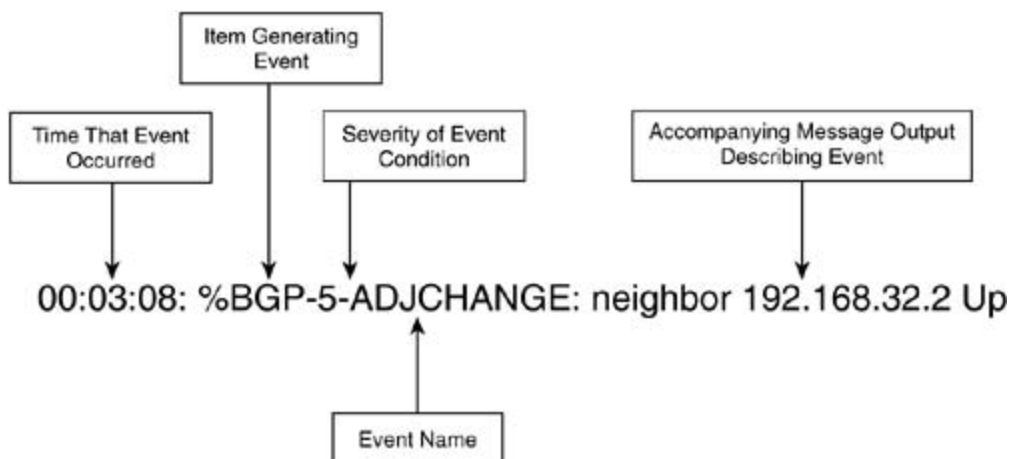 Item Generating
Event
Time That Event
Occurred
Severity of Event
Condition
Accompanying Message Output
Describing Event
00:03:08: %BGP-5-ADJCHANGE: neighbor 192.168.32.2 Up
Event Name